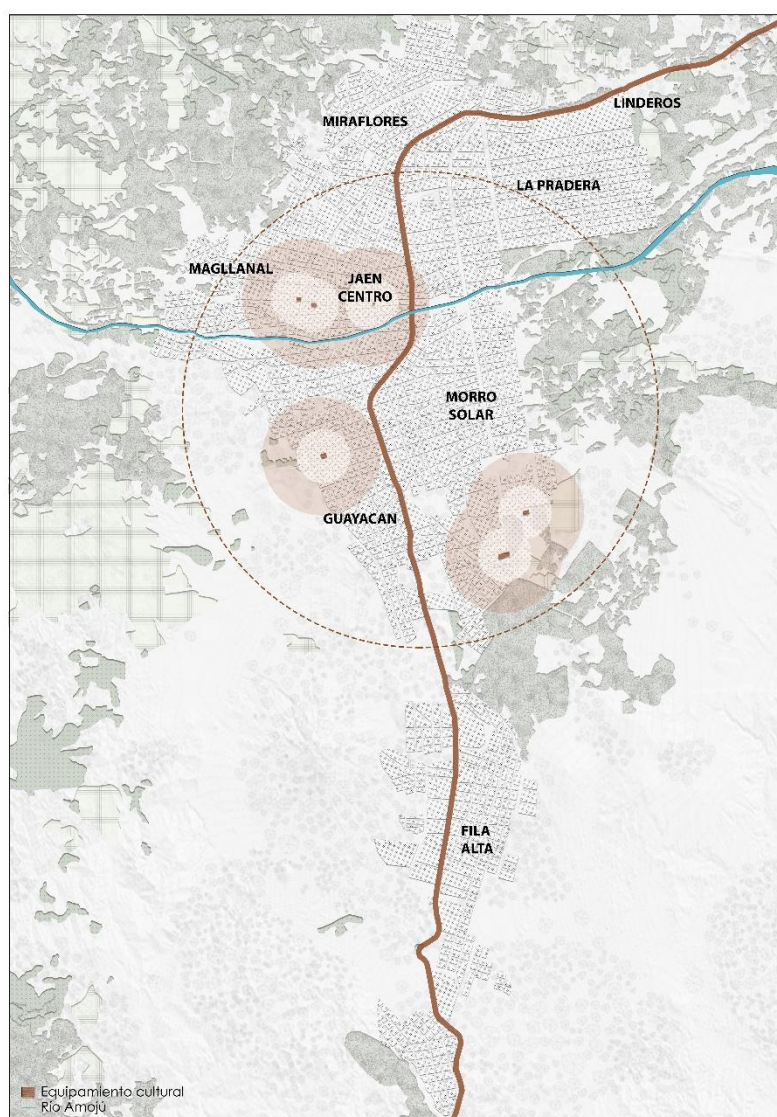 LINDEROS
MIRAFLORES
LA PRADERA
MAGLLANAL
JAEN
CENTRO
MORRO
SOLAR
GUAYACAN
FILA
ALTA
Equipamiento cultural
Río Amojú